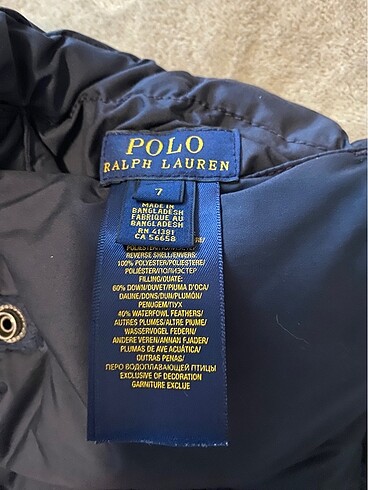 POLO
RALPH LAUREN
7
MADE IN
BANGLADESH
FABRIQUÉ AU
BANGLADESH
RN 41381
CA 56658
REVERSE SHELL/ENVERS:
100% POLYESTER/POLIESTERE/
POLIÉSTER/ПОЛИЭСТЕР
FILLING/OUATE:
60% DOWN/DUVET/PIUMA D'OCA/
DAUNE/DONS/DUN/PLUMÓN/
PENUGEM/ПУХ
40% WATERFOWL FEATHERS/
AUTRES PLUMES/ALTRE PIUME/
WASSERVOGEL FEDERN/
ANDERE VEREN/ANNAN FJÄDER/
PLUMAS DE AVE ACUÁTICA/
OUTRAS PENAS/
ПЕРО ВОДОПЛАВАЮЩЕЙ ПТИЦЫ
EXCLUSIVE OF DECORATION
GARNITURE EXCLUE